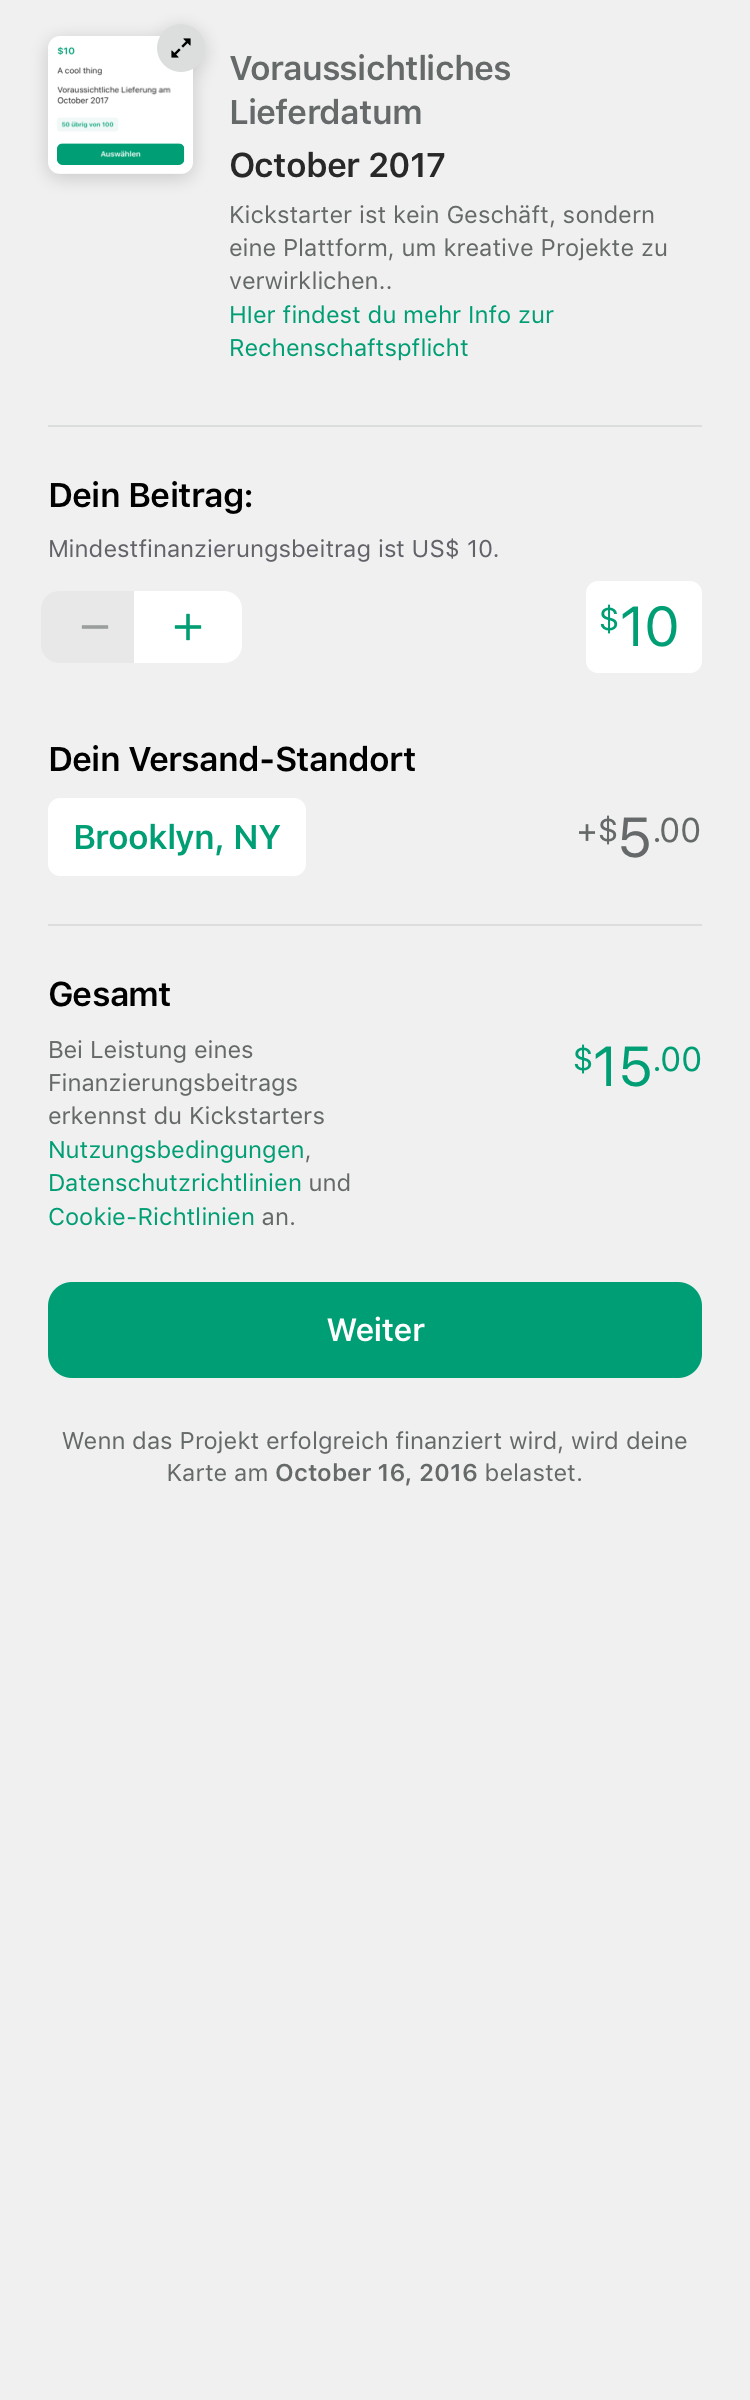 $10
A cool thing
Voraussichtliche Lieferung am
October 2017
50 übrig von 100
Auswählen
Voraussichtliches
Lieferdatum
October 2017
Kickstarter ist kein Geschäft, sondern
eine Plattform, um kreative Projekte zu
verwirklichen..
HIer findest du mehr Info zur
Rechenschaftspflicht
Dein Beitrag:
Mindestfinanzierungsbeitrag ist US$ 10.
$10
Dein Versand-Standort
Brooklyn, NY
+$5.00
Gesamt
Bei Leistung eines
Finanzierungsbeitrags
erkennst du Kickstarters
Nutzungsbedingungen,
Datenschutzrichtlinien und
Cookie-Richtlinien an.
$15.00
Weiter
Wenn das Projekt erfolgreich finanziert wird, wird deine
Karte am October 16, 2016 belastet.